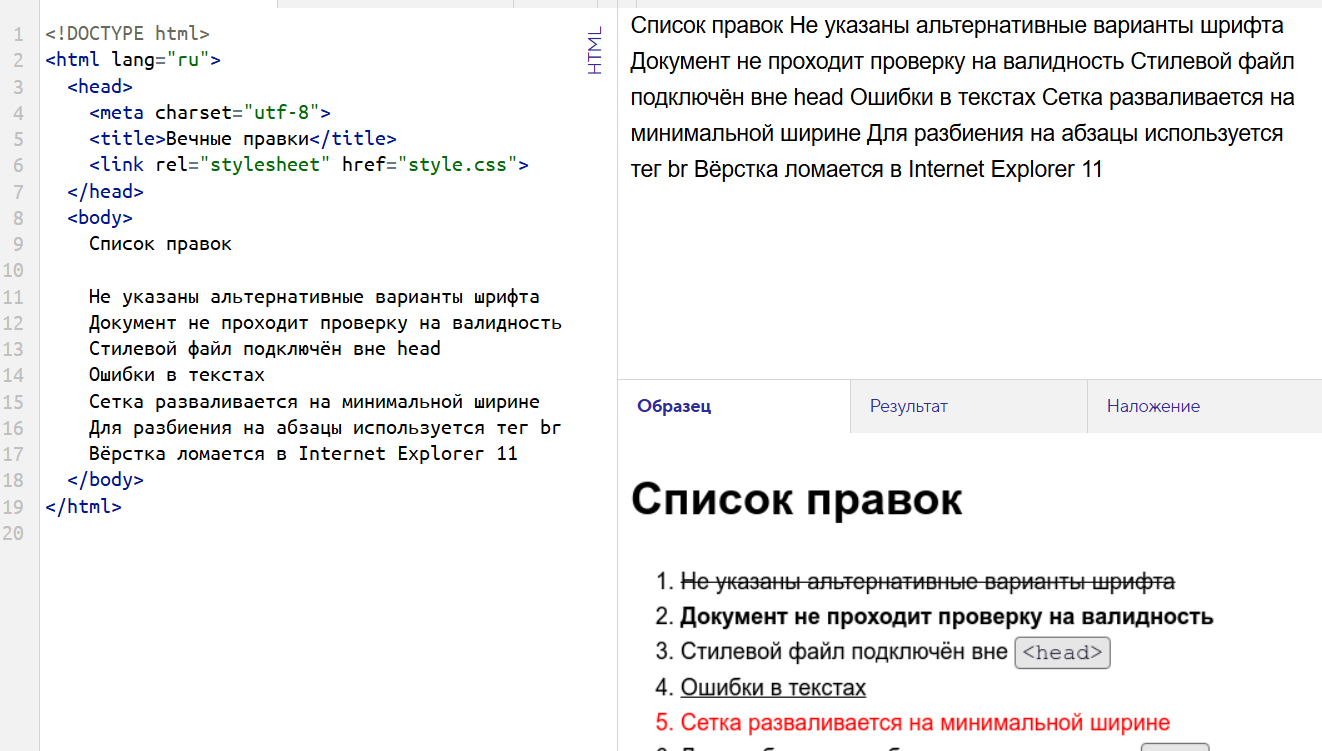 1 <!DOCTYPE html>
2 <html lang="ru">
3 <head>
4 <meta charset="utf-8">
5 <title>Вечные правки</title>
6 <link rel="stylesheet" href="style.css">
7 </head>
8 <body>
9 Список правок
10
11 Не указаны альтернативные варианты шрифта
12 Документ не проходит проверку на валидность
13 Стилевой файл подключён вне head
14 Ошибки в текстах
15 Сетка разваливается на минимальной ширине
16 Для разбиения на абзацы используется тег br
17 Вёрстка ломается в Internet Explorer 11
18 </body>
19 </html>
20
HTML
Список правок Не указаны альтернативные варианты шрифта
Документ не проходит проверку на валидность Стилевой файл
подключён вне head Ошибки в текстах Сетка разваливается на
минимальной ширине Для разбиения на абзацы используется
тег br Вёрстка ломается в Internet Explorer 11
Образец
Результат
Наложение
Список правок
1. Не указаны альтернативные варианты шрифта
2. Документ не проходит проверку на валидность
3. Стилевой файл подключён вне <head>
4. Ошибки в текстах
5. Сетка разваливается на минимальной ширине